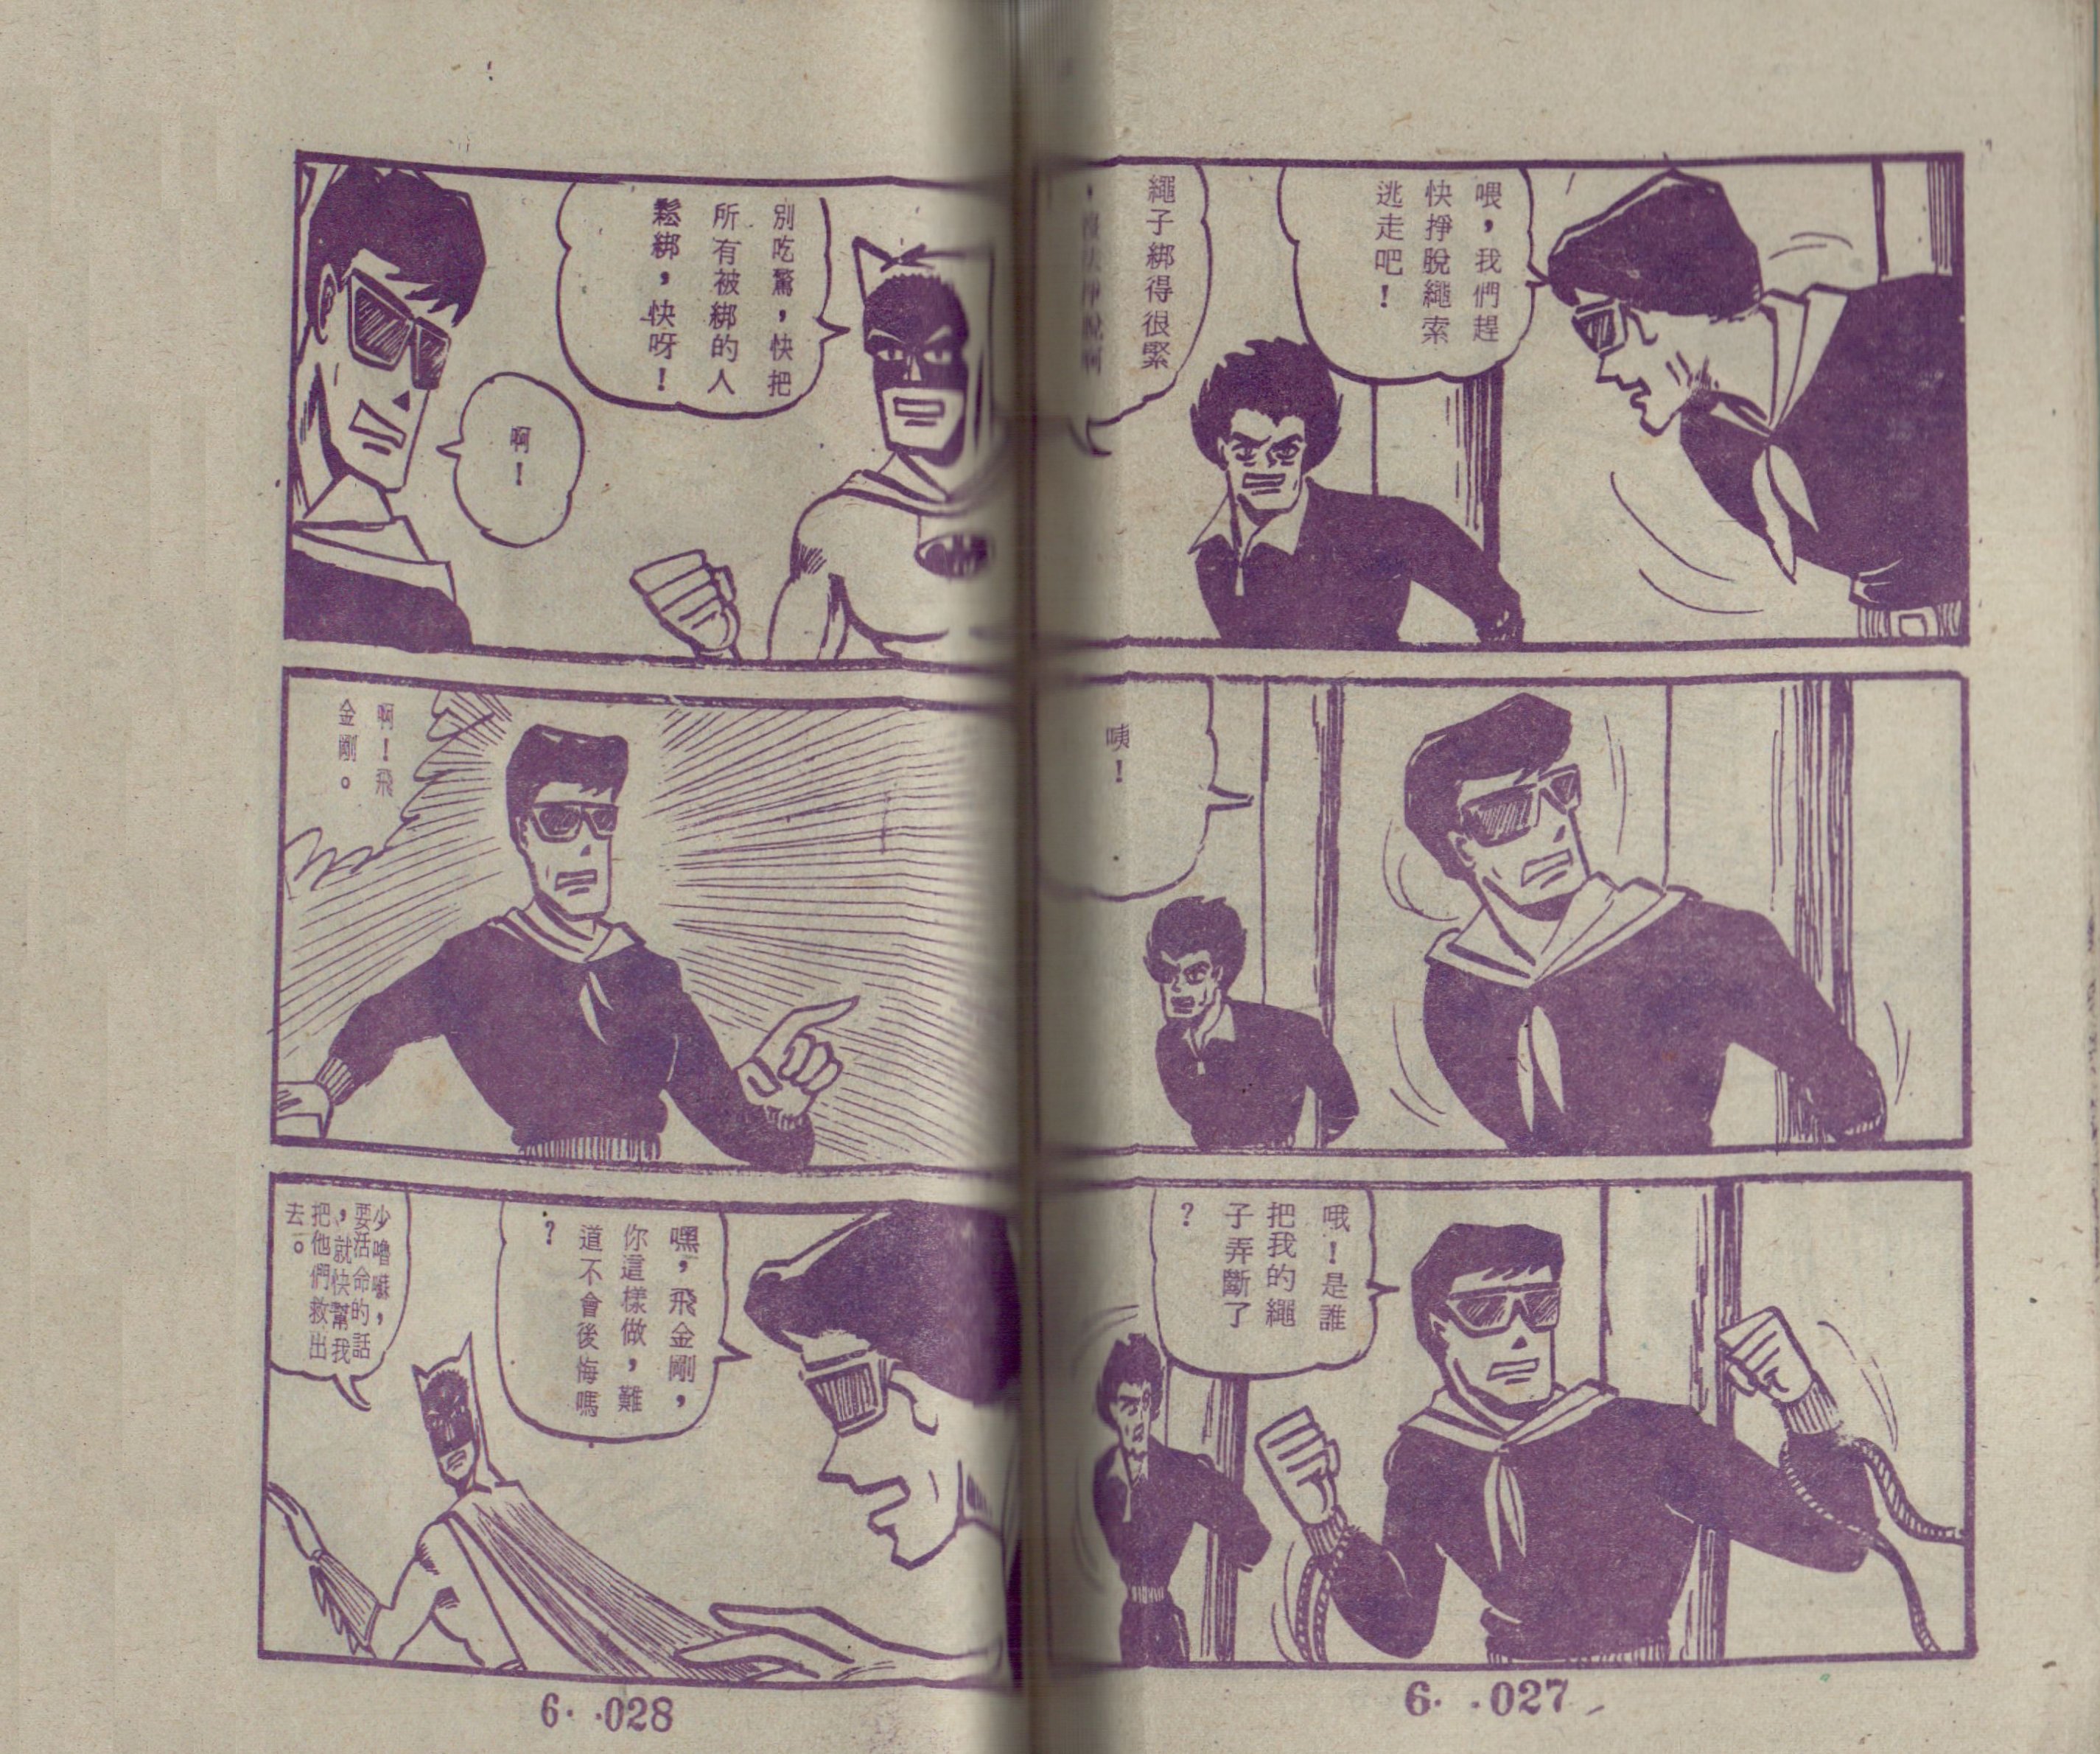 喂，我們趕
快掙脫繩索
逃走吧！
繩子綁得很緊
咦！
哦！是誰
把我的繩
子弄斷了
？
6. .027
別吃驚，快把
所有被綁的人
鬆綁，快呀！
啊！
啊！飛
金剛。
嘿，飛金剛，
你這樣做，難
道不會後悔嗎
？
少嚕囌，
要活命的話
，就快幫我
把他們救出
去。
6. .028